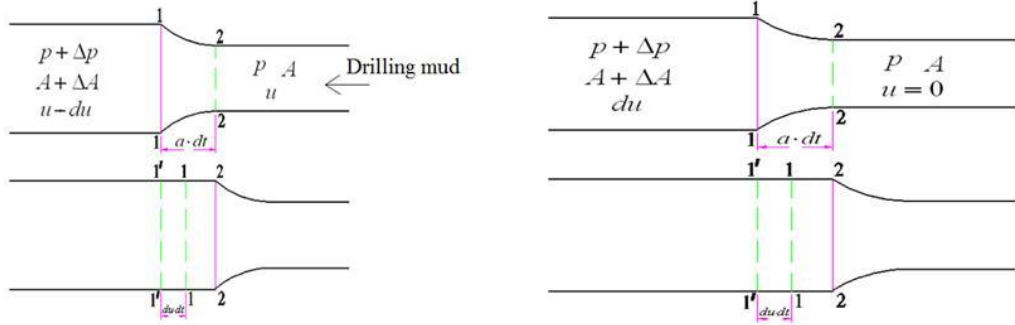 1
2
p + Δp
A + ΔA
u − du
p A
u
Drilling mud
1
2
a · dt
1' 1 2
1' 1 2
du·dt
1
2
p + Δp
A + ΔA
du
p A
u = 0
1
2
a · dt
1' 1 2
1' 1 2
du·dt